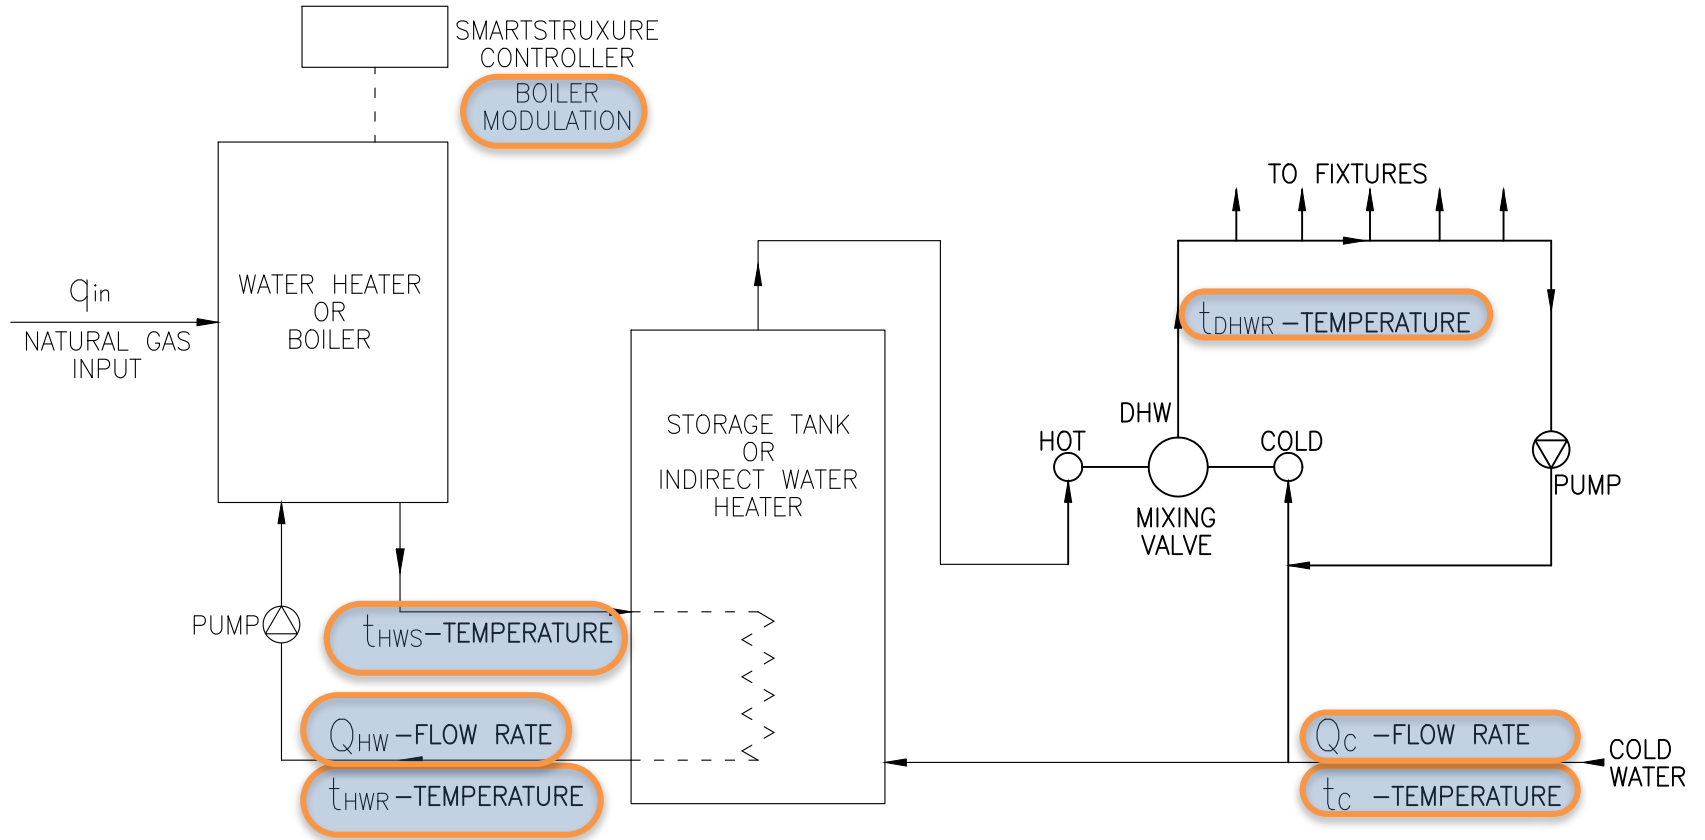 SMARTSTRUXURE
CONTROLLER
BOILER
MODULATION
TO FIXTURES
qin
NATURAL GAS
INPUT
WATER HEATER
OR
BOILER
tDHWR -TEMPERATURE
STORAGE TANK
OR
INDIRECT WATER
HEATER
DHW
HOT
COLD
MIXING
VALVE
PUMP
PUMP
tHWS-TEMPERATURE
QHW -FLOW RATE
tHWR -TEMPERATURE
QC -FLOW RATE
tC -TEMPERATURE
COLD
WATER